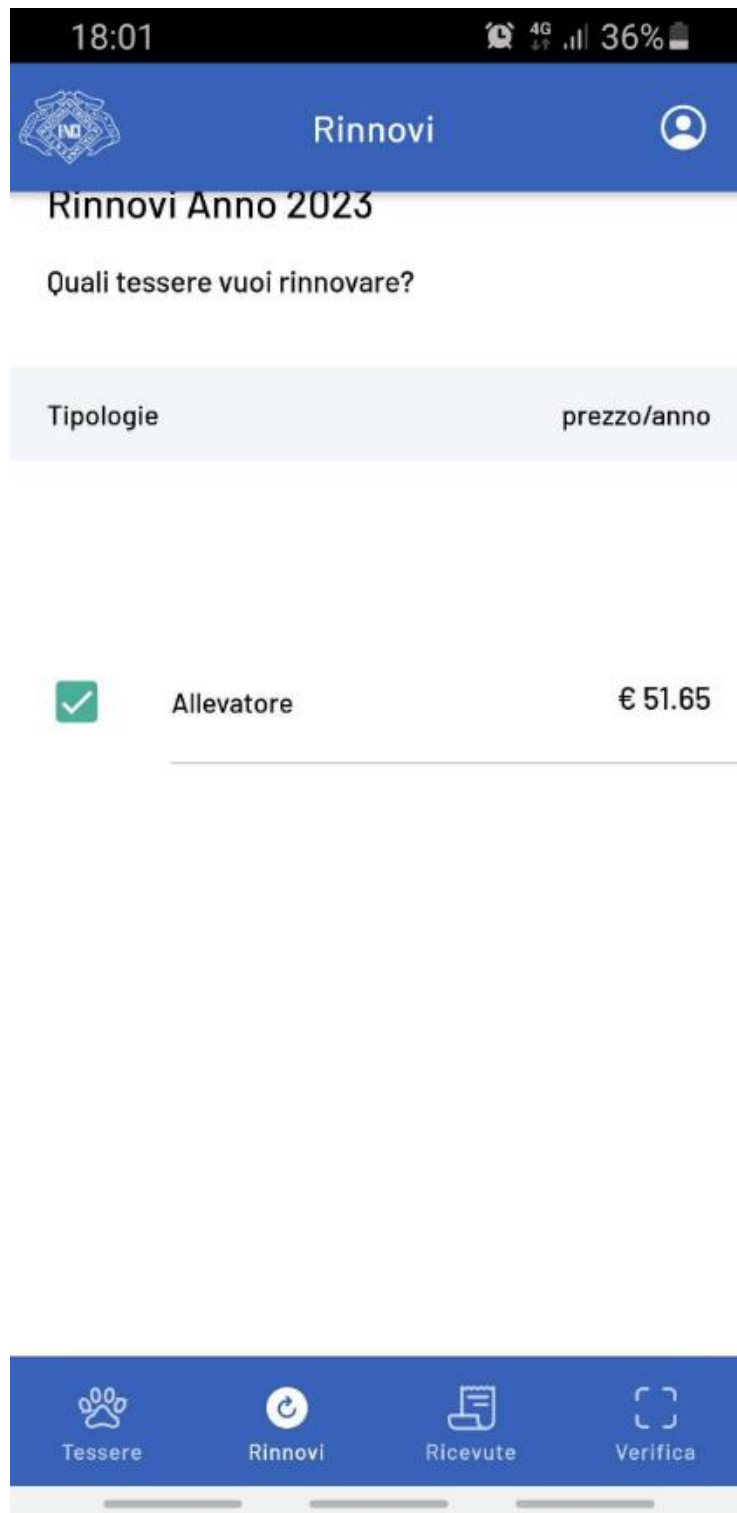 18:01 4G 36%
Rinnovi
Rinnovi Anno 2023
Quali tessere vuoi rinnovare?
Tipologie prezzo/anno
Allevatore € 51.65
Tessere Rinnovi Ricevute Verifica